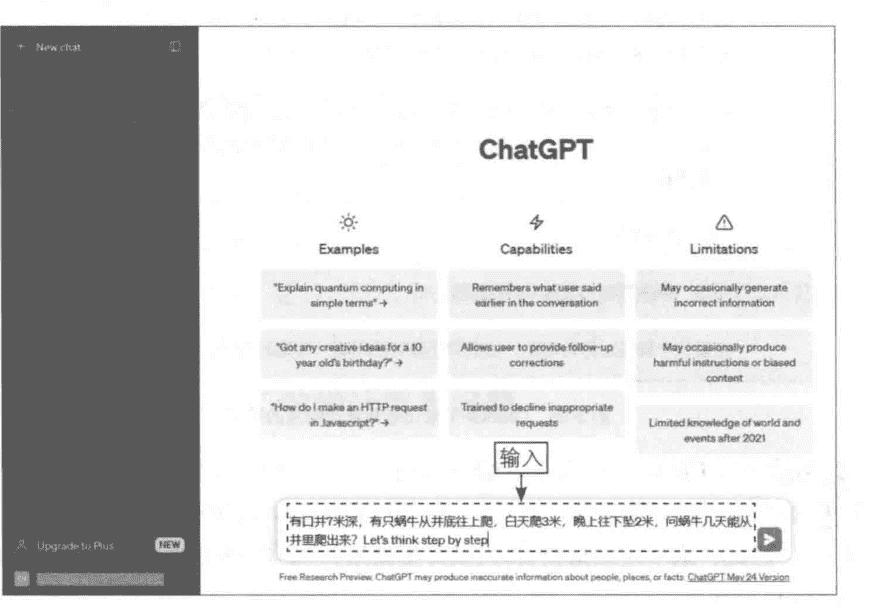 New chat
ChatGPT
Examples
Capabilities
Limitations
"Explain quantum computing in
simple terms" →
Remembers what user said
earlier in the conversation
May occasionally generate
incorrect information
"Got any creative ideas for a 10
year old's birthday?" →
Allows user to provide follow-up
corrections
May occasionally produce
harmful instructions or biased
content
"How do I make an HTTP request
in Javascript?" →
Trained to decline inappropriate
requests
Limited knowledge of world and
events after 2021
输入
有口井7米深，有只蜗牛从井底往上爬，白天爬3米，晚上往下坠2米，问蜗牛几天能从
井里爬出来？Let's think step by step
Upgrade to Plus
NEW
Free Research Preview. ChatGPT may produce inaccurate information about people, places, or facts. ChatGPT May 24 Version